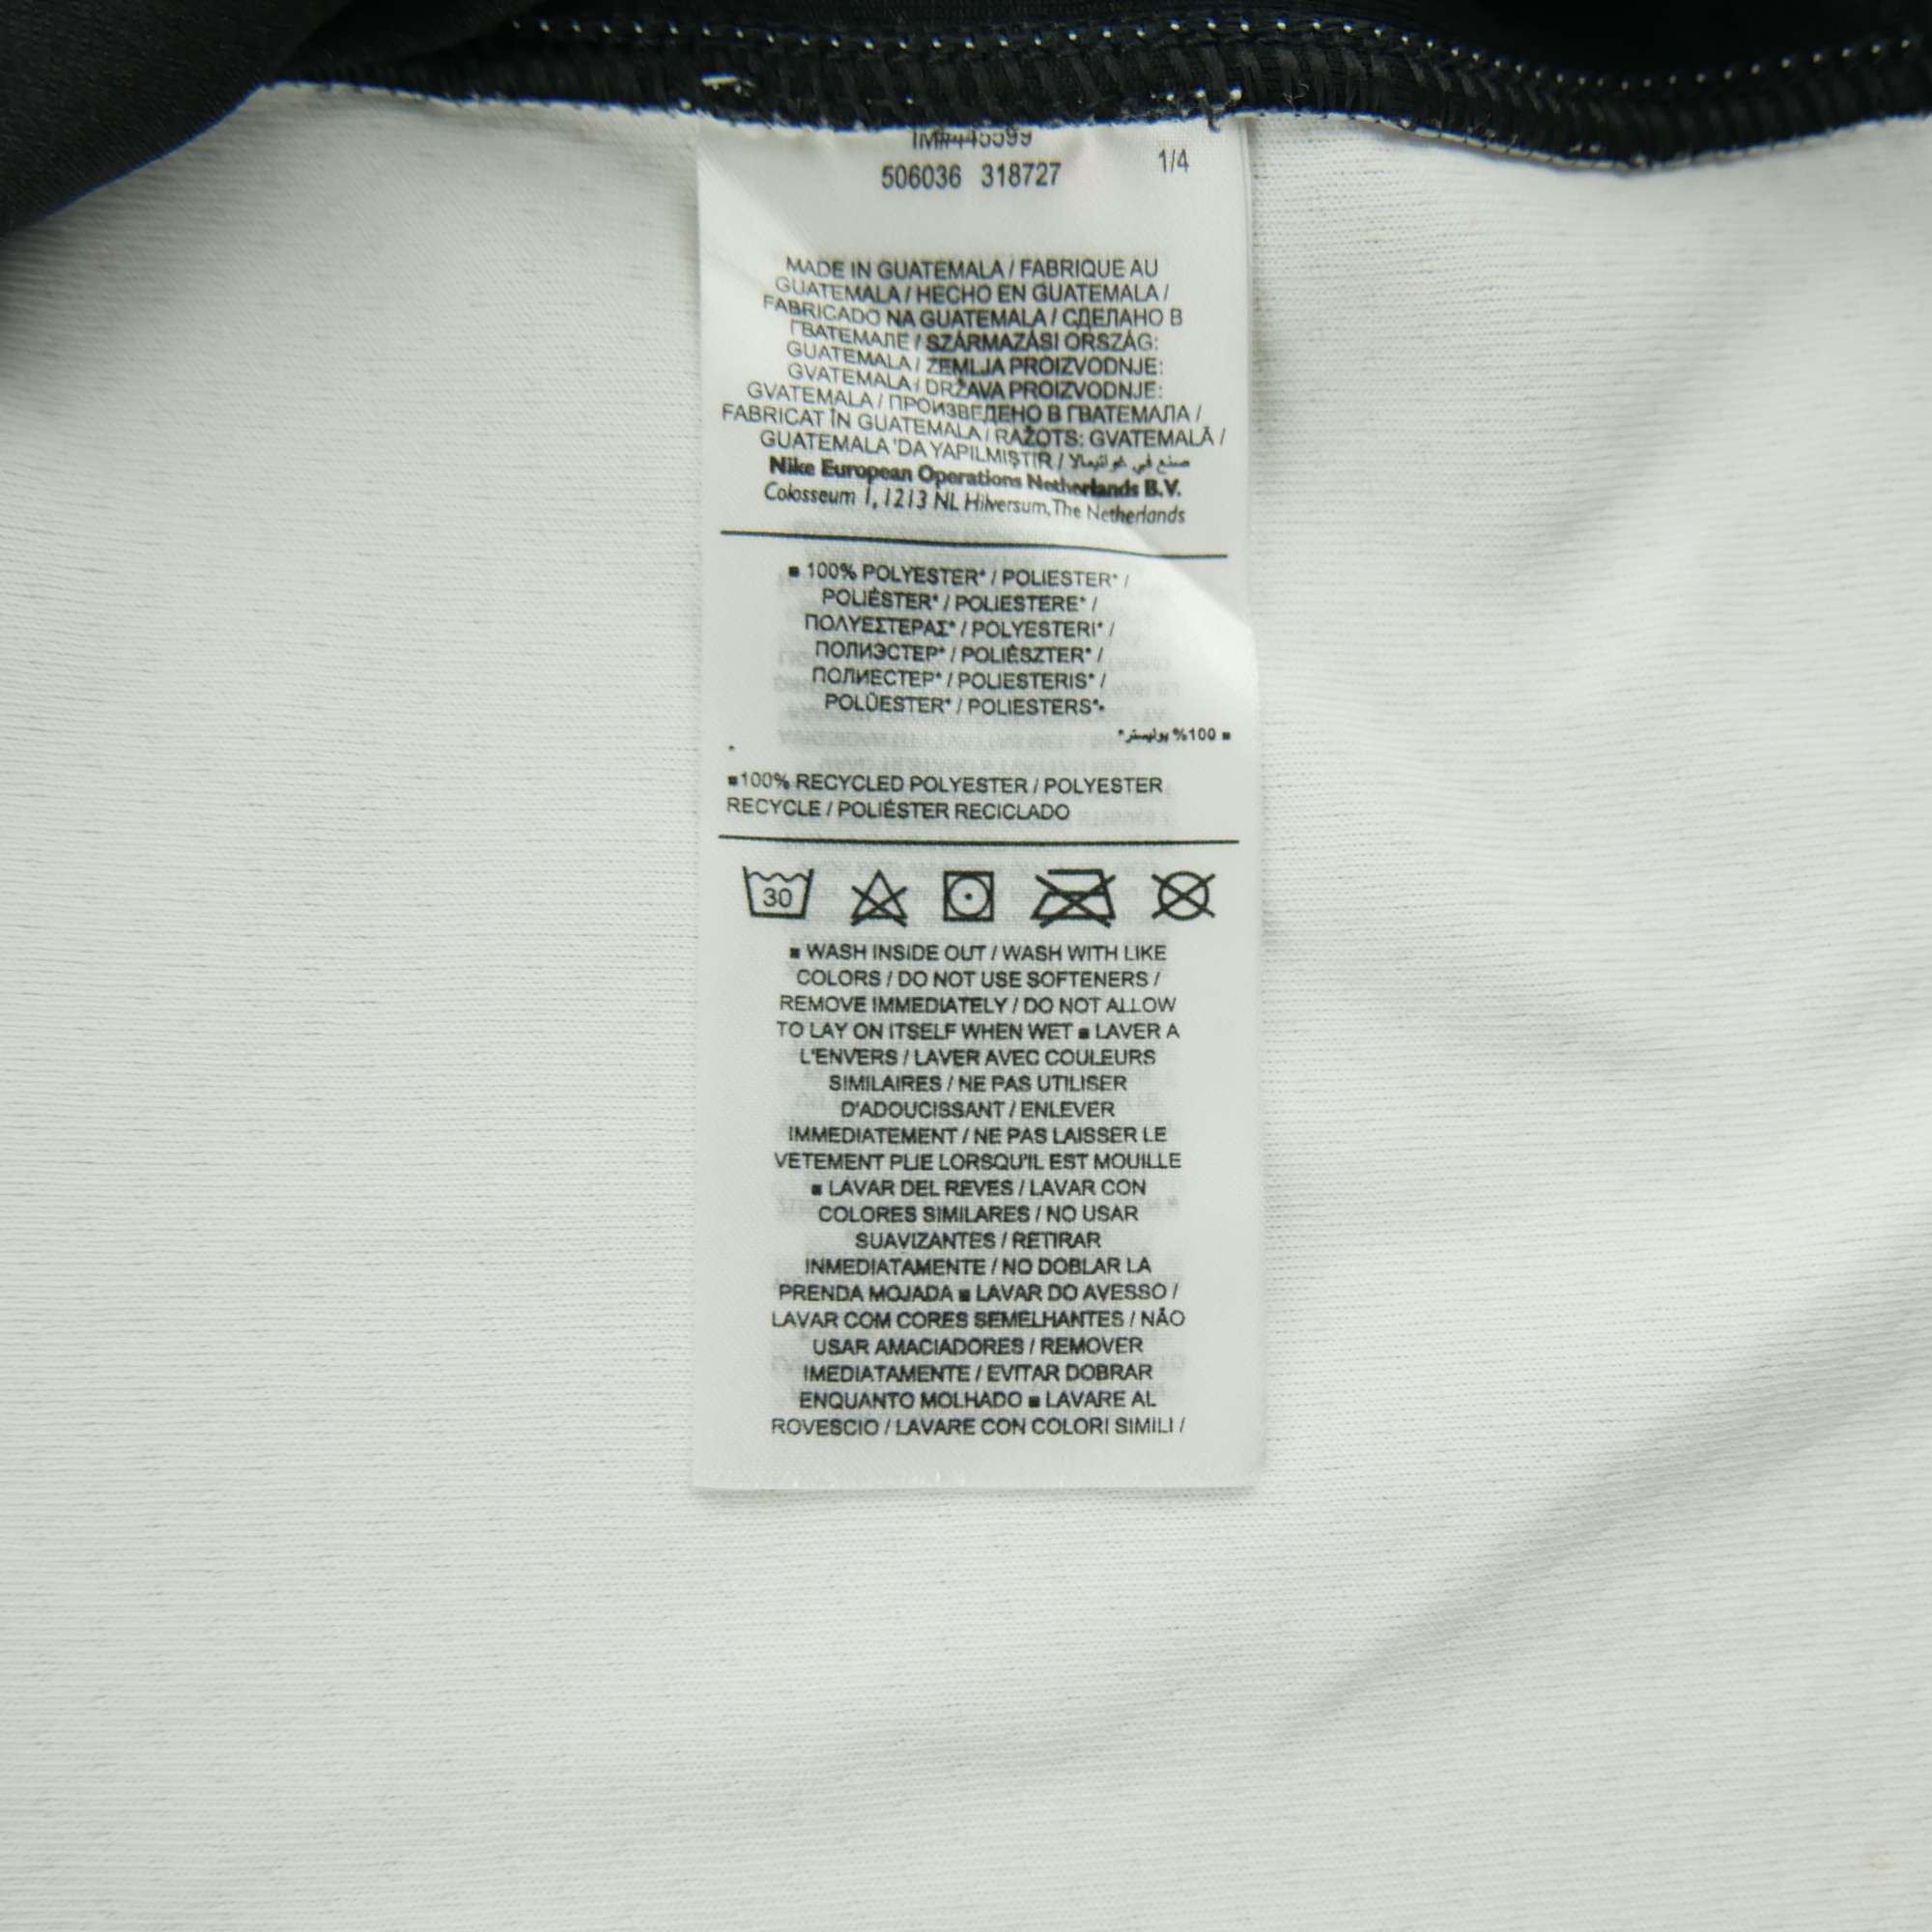 506036 318727 1/4
MADE IN GUATEMALA / FABRIQUE AU
GUATEMALA / HECHO EN GUATEMALA /
FABRICADO NA GUATEMALA / СДЕЛАНО В
ГВАТЕМАЛЕ / SZÁRMAZÁSI ORSZÁG:
GUATEMALA / ZEMLJA PROIZVODNJE:
GVATEMALA / DRŽAVA PROIZVODNJE:
GVATEMALA / ПРОИЗВЕДЕНО В ГВАТЕМАЛА /
FABRICAT ÎN GUATEMALA / RAŽOTS: GVATEMALĀ /
GUATEMALA 'DA YAPILMIŞTIR / صنع في غواتيمالا
Nike European Operations Netherlands B.V.
Colosseum 1, 1213 NL Hilversum, The Netherlands
■ 100% POLYESTER* / POLIESTER* /
POLIÉSTER* / POLIESTERE* /
ΠΟΛΥΕΣΤΕΡΑΣ* / POLYESTERI* /
ПОЛИЭСТЕР* / POLIÉSZTER* /
ПОЛИЕСТЕР* / POLIESTERIS* /
POLÜESTER* / POLIESTERS*
■ 100% بوليستر*
*
■100% RECYCLED POLYESTER / POLYESTER
RECYCLE / POLIÉSTER RECICLADO
30
■ WASH INSIDE OUT / WASH WITH LIKE
COLORS / DO NOT USE SOFTENERS /
REMOVE IMMEDIATELY / DO NOT ALLOW
TO LAY ON ITSELF WHEN WET ■ LAVER A
L'ENVERS / LAVER AVEC COULEURS
SIMILAIRES / NE PAS UTILISER
D'ADOUCISSANT / ENLEVER
IMMEDIATEMENT / NE PAS LAISSER LE
VETEMENT PLIE LORSQU'IL EST MOUILLE
■ LAVAR DEL REVES / LAVAR CON
COLORES SIMILARES / NO USAR
SUAVIZANTES / RETIRAR
INMEDIATAMENTE / NO DOBLAR LA
PRENDA MOJADA ■ LAVAR DO AVESSO /
LAVAR COM CORES SEMELHANTES / NÃO
USAR AMACIADORES / REMOVER
IMEDIATAMENTE / EVITAR DOBRAR
ENQUANTO MOLHADO ■ LAVARE AL
ROVESCIO / LAVARE CON COLORI SIMILI /